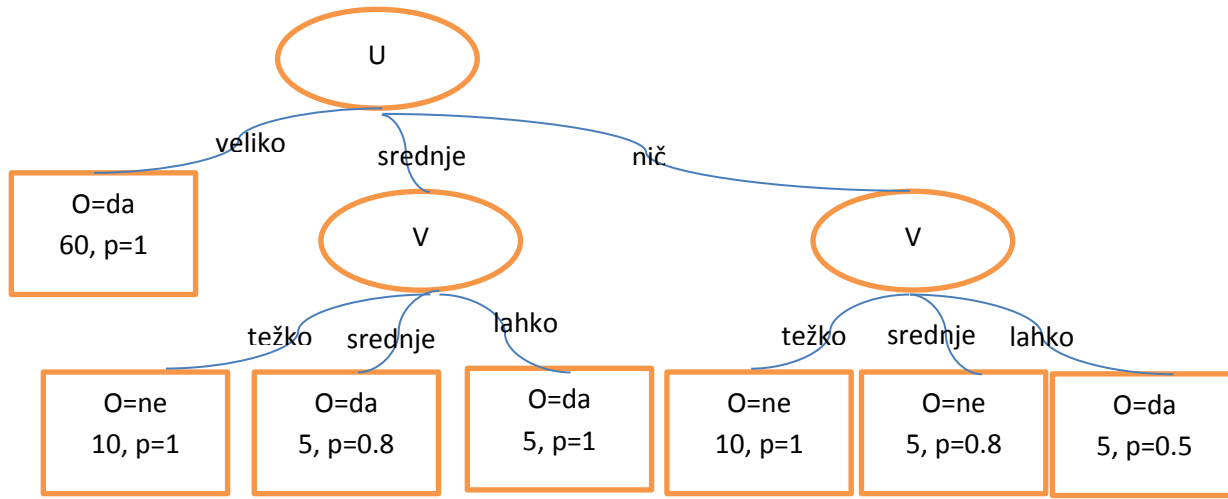 U
veliko
srednje
nič
O=da
60, p=1
V
V
težko
srednje
lahko
težko
srednje
lahko
O=ne
10, p=1
O=da
5, p=0.8
O=da
5, p=1
O=ne
10, p=1
O=ne
5, p=0.8
O=da
5, p=0.5